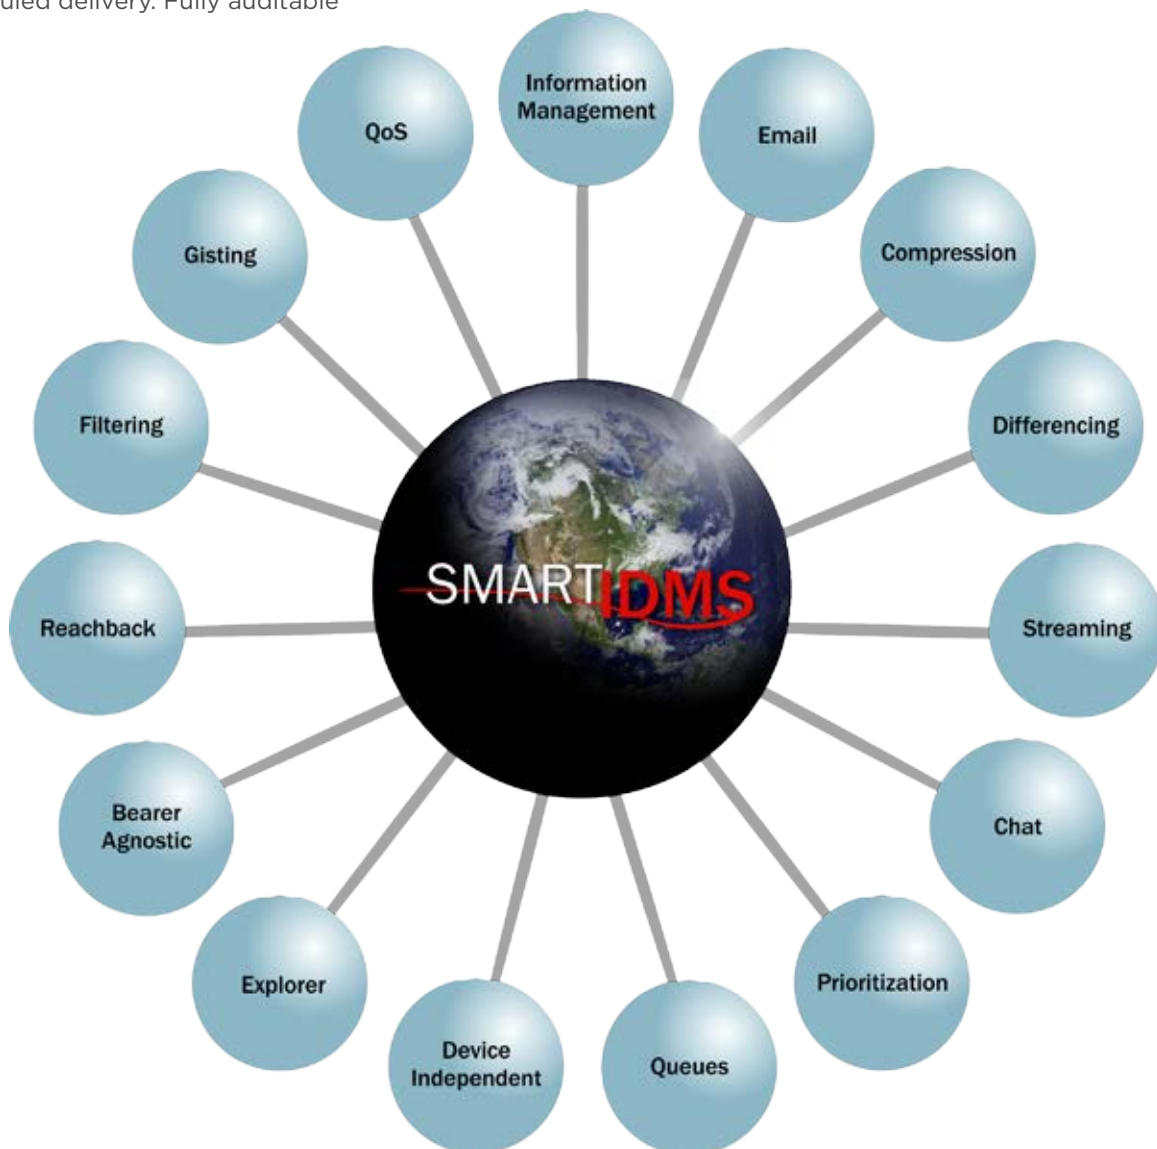 delivery. Fully auditable
Information
Management
Email
Compression
Differencing
Streaming
Chat
Prioritization
Queues
Device
Independent
Explorer
Bearer
Agnostic
Reachback
Filtering
Gisting
QoS
SMARTIDMS